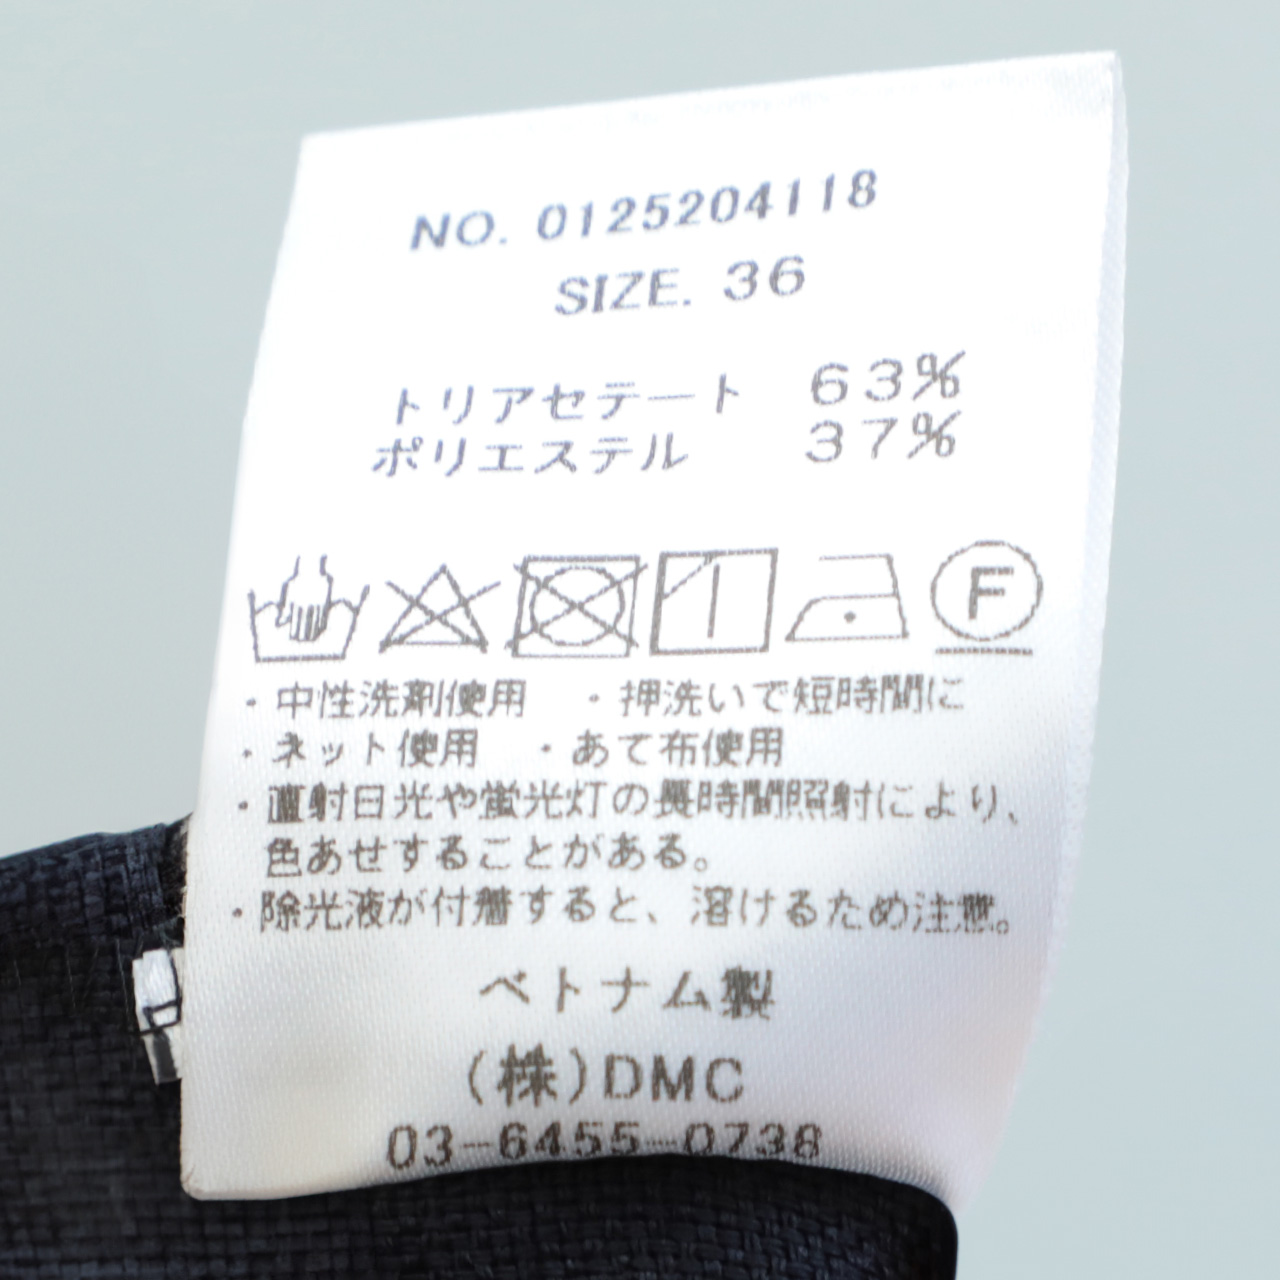 NO. 0125204118
SIZE. 36
トリアセテート 63%
ポリエステル 37%
F
・中性洗剤使用 ・押洗いで短時間に
・ネット使用 ・あて布使用
・直射日光や蛍光灯の長時間照射により、
色あせすることがある。
・除光液が付着すると、溶けるため注意。
ベトナム製
(株)DMC
03-6455-0738